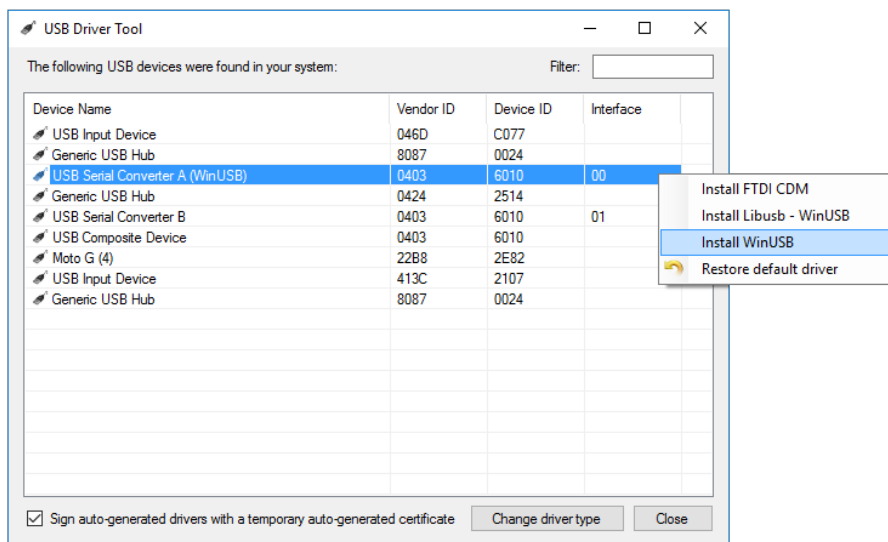 USB Driver Tool
The following USB devices were found in your system: Filter:
Device Name Vendor ID Device ID Interface
USB Input Device 046D C077
Generic USB Hub 8087 0024
USB Serial Converter A (WinUSB) 0403 6010 00
Generic USB Hub 0424 2514
USB Serial Converter B 0403 6010 01
USB Composite Device 0403 6010
Moto G (4) 22B8 2E82
USB Input Device 413C 2107
Generic USB Hub 8087 0024
Install FTDI CDM
Install Libusb - WinUSB
Install WinUSB
Restore default driver
Sign auto-generated drivers with a temporary auto-generated certificate Change driver type Close